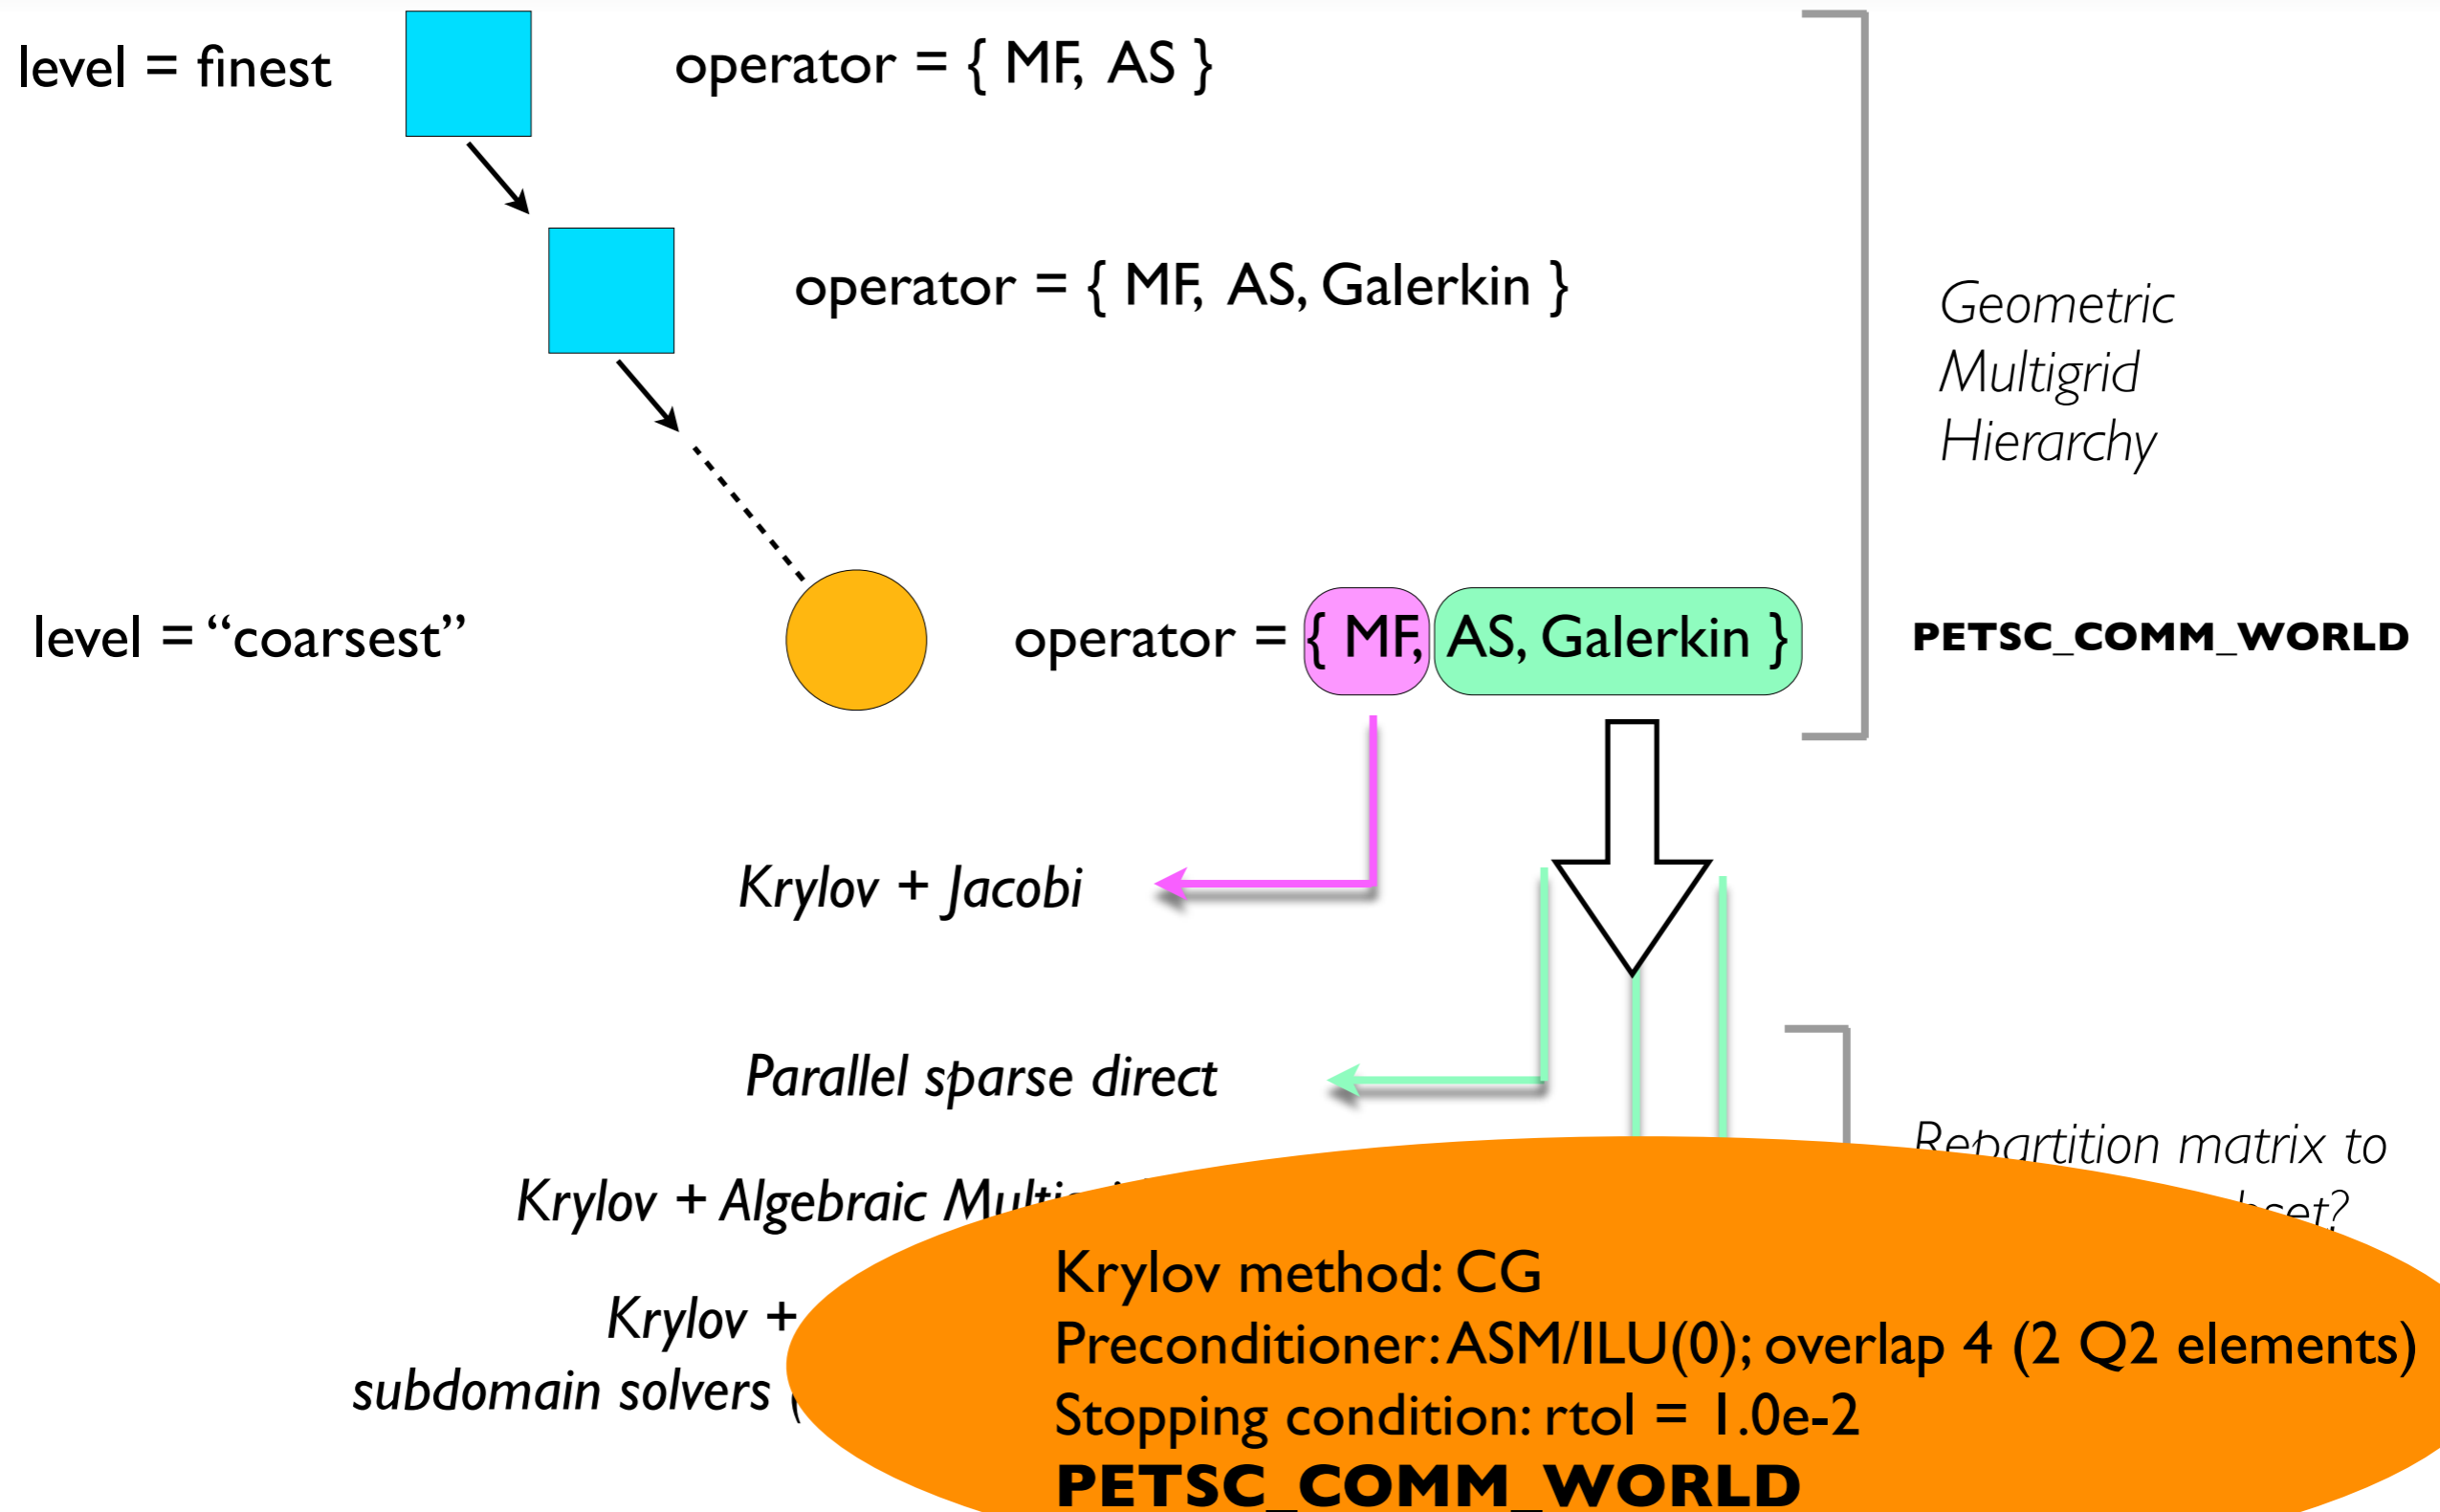 level = finest
operator = { MF, AS }
operator = { MF, AS, Galerkin }
Geometric
Multigrid
Hierarchy
level = “coarsest”
operator = { MF, AS, Galerkin }
PETSC_COMM_WORLD
Krylov + Jacobi
Parallel sparse direct
Repartition matrix to
Krylov + Algebraic
Krylov +
subdomain solvers (
Krylov method: CG
Preconditioner: ASM/ILU(0); overlap 4 (2 Q2 elements)
Stopping condition: rtol = 1.0e-2
PETSC_COMM_WORLD